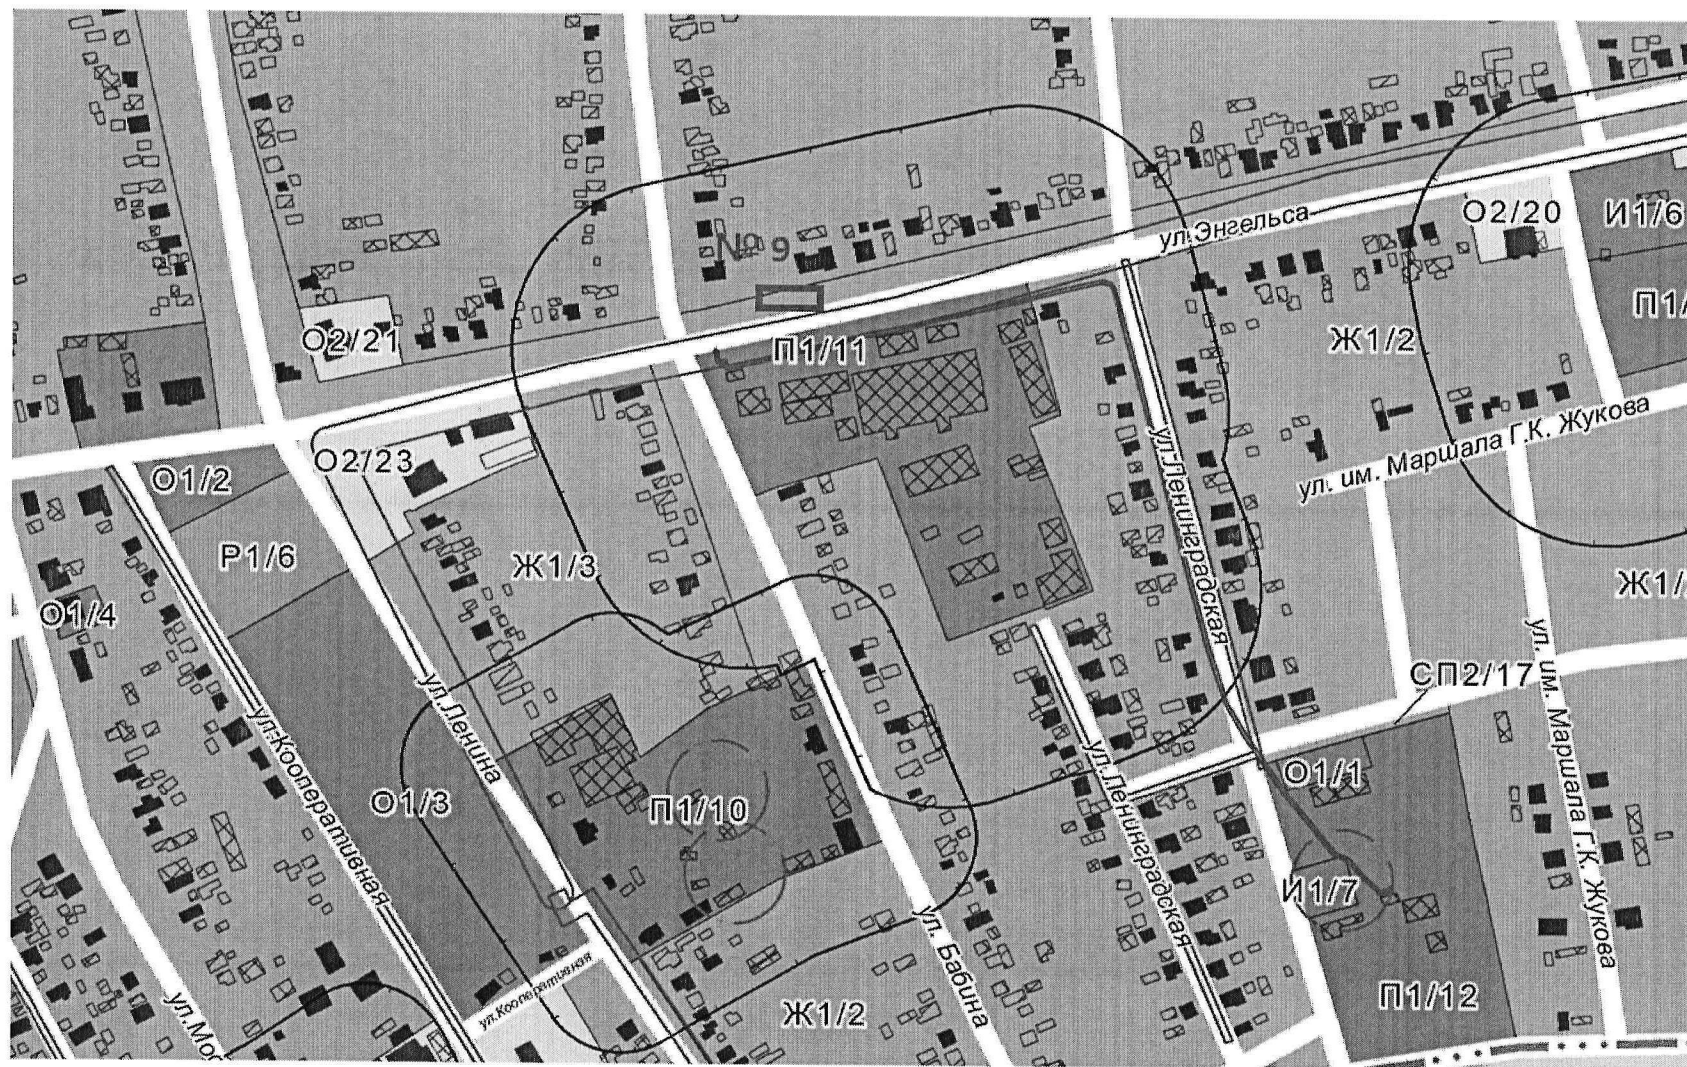 О2/20
И1/6
ул.Энгельса
№ 9
П1/
О2/21
П1/11
Ж1/2
ул. им. Маршала Г.К. Жукова
О2/23
О1/2
ул.Ленинградская
Р1/6
Ж1/3
Ж1/
О1/4
СП2/17
ул. им. Маршала Г.К. Жукова
ул.Ленина
ул.Кооперативная
О1/1
О1/3
П1/10
ул.Ленинградская
И1/7
ул. Бабина
ул.Кооперативная
П1/12
Ж1/2
ул.Мос